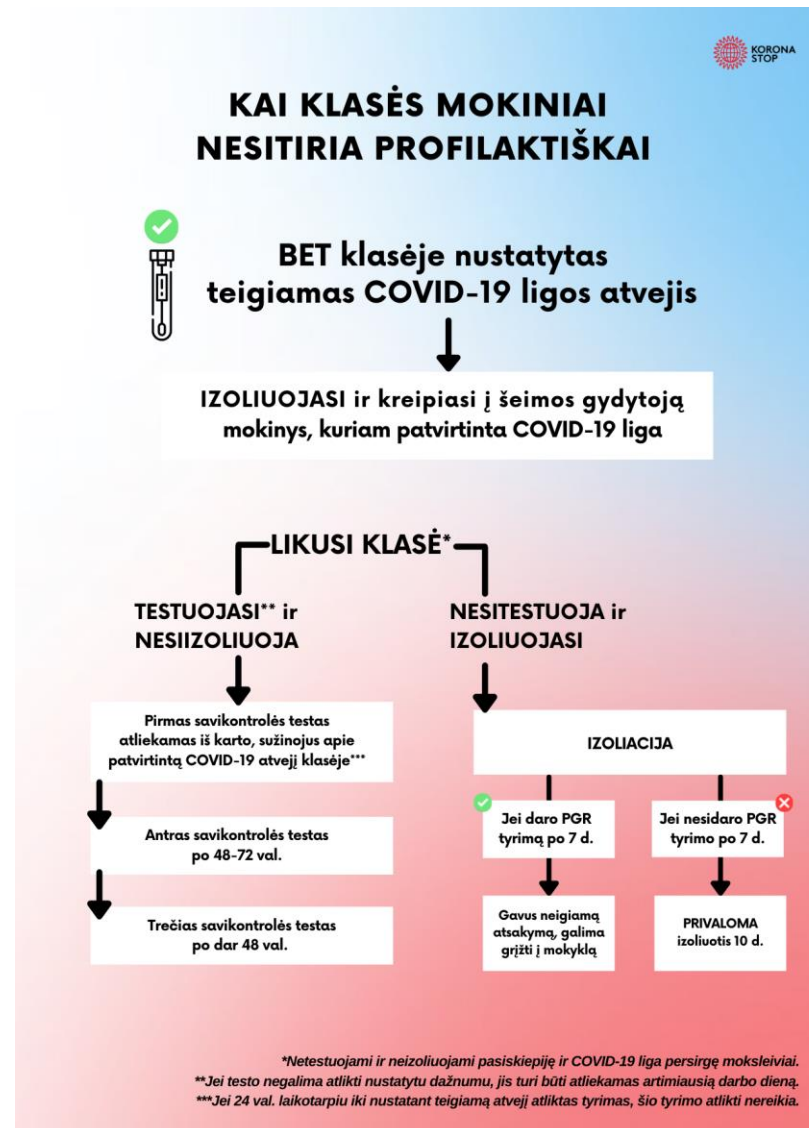 KORONA
STOP
KAI KLASĖS MOKINIAI
NESITIRIA PROFILAKTIŠKAI
BET klasėje nustatytas
teigiamas COVID-19 ligos atvejis
IZOLIUOJASI ir kreipiasi į šeimos gydytoją
mokinys, kuriam patvirtinta COVID-19 liga
LIKUSI KLASĖ*
TESTUOJASI** ir
NESIIZOLIUOJA
Pirmas savikontrolės testas
atliekamas iš karto, sužinojus apie
patvirtintą COVID-19 atvejį klasėje***
Antras savikontrolės testas
po 48-72 val.
Trečias savikontrolės testas
po dar 48 val.
NESITESTUOJA ir
IZOLIUOJASI
IZOLIACIJA
Jei daro PGR
tyrimą po 7 d.
Gavus neigiamą
atsakymą, galima
grįžti į mokyklą
Jei nesidaro PGR
tyrimo po 7 d.
PRIVALOMA
izoliuotis 10 d.
*Netestuojami ir neizoliuojami pasiskiepiję ir COVID-19 liga persirgę moksleiviai.
**Jei testo negalima atlikti nustatytu dažnumu, jis turi būti atliekamas artimiausią darbo dieną.
***Jei 24 val. laikotarpiu iki nustatant teigiamą atvejį atliktas tyrimas, šio tyrimo atlikti nereikia.